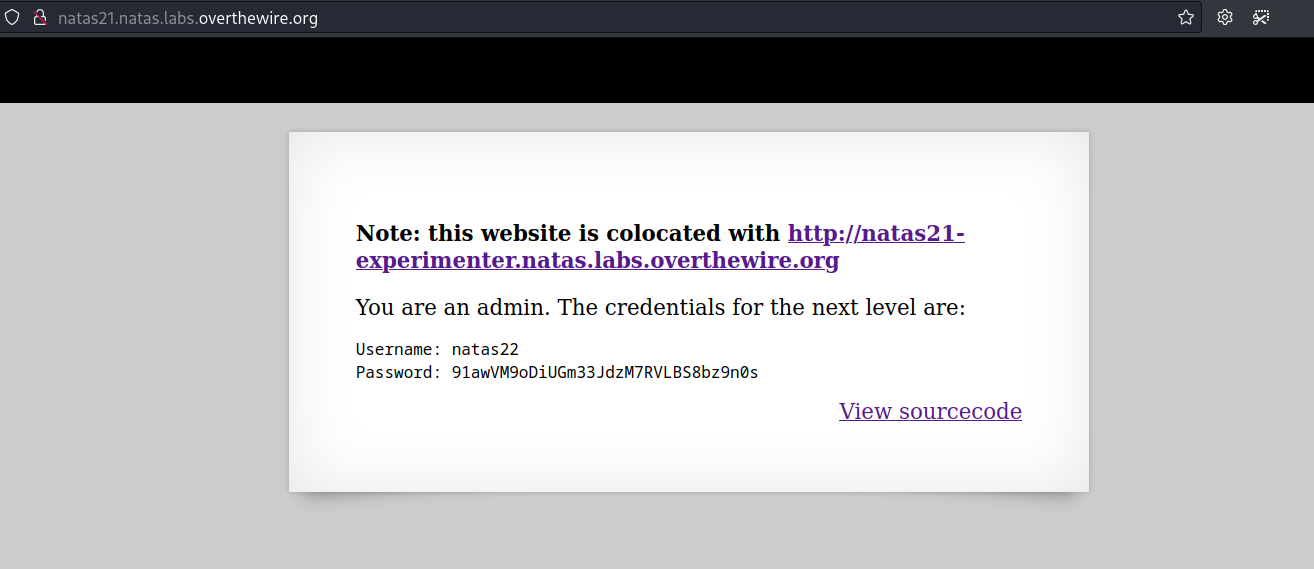 natas21.natas.labs.overthewire.org
Note: this website is colocated with http://natas21-
experimenter.natas.labs.overthewire.org
You are an admin. The credentials for the next level are:
Username: natas22
Password: 91awVM9oDiUGm33JdzM7RVLBS8bz9n0s
View sourcecode